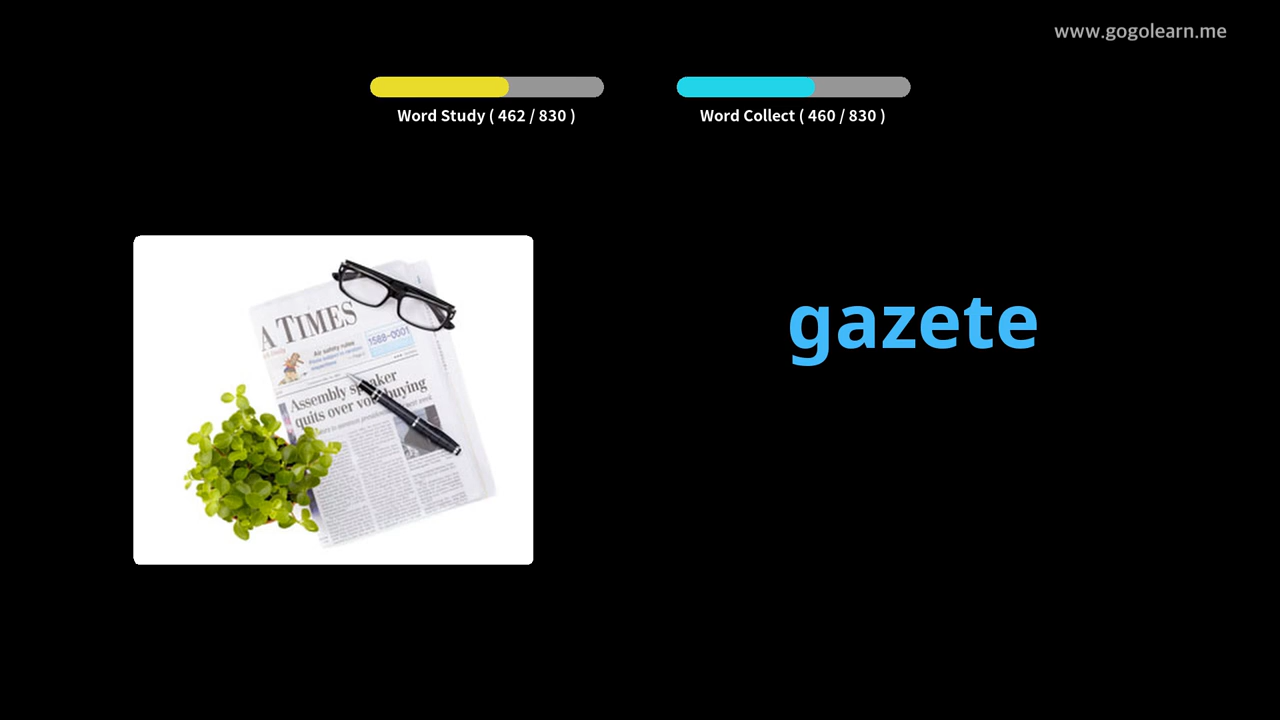 www.gogolearn.me
Word Study ( 462 / 830 )
Word Collect ( 460 / 830 )
gazete
A TIMES
Air safety rules
1588-0001
Assembly speaker
quits over vote buying